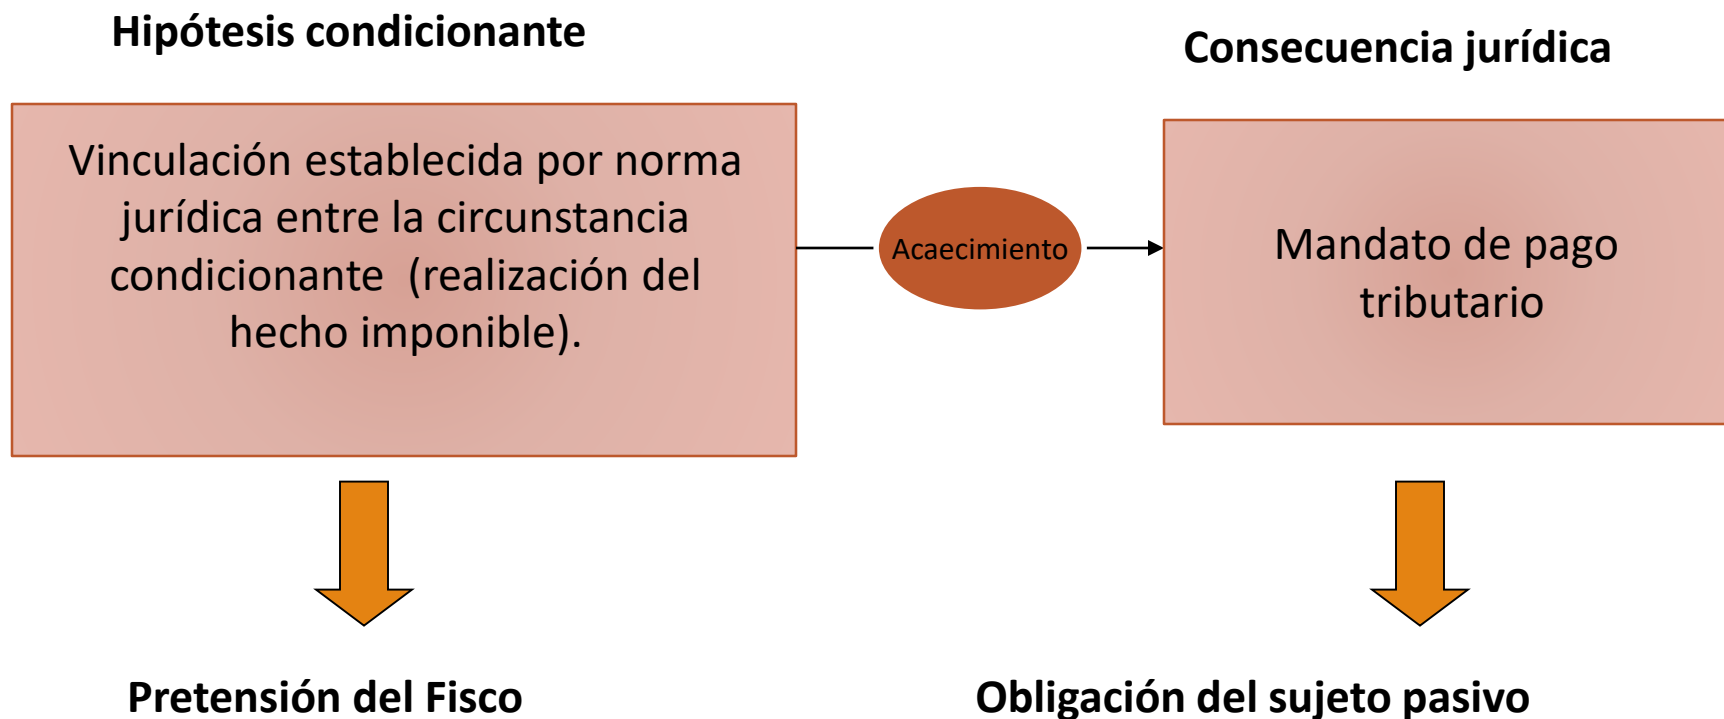 Hipótesis condicionante
Consecuencia jurídica
Vinculación establecida por norma
jurídica entre la circunstancia
condicionante  (realización del
hecho imponible).
Acaecimiento
Mandato de pago
tributario
Pretensión del Fisco
Obligación del sujeto pasivo